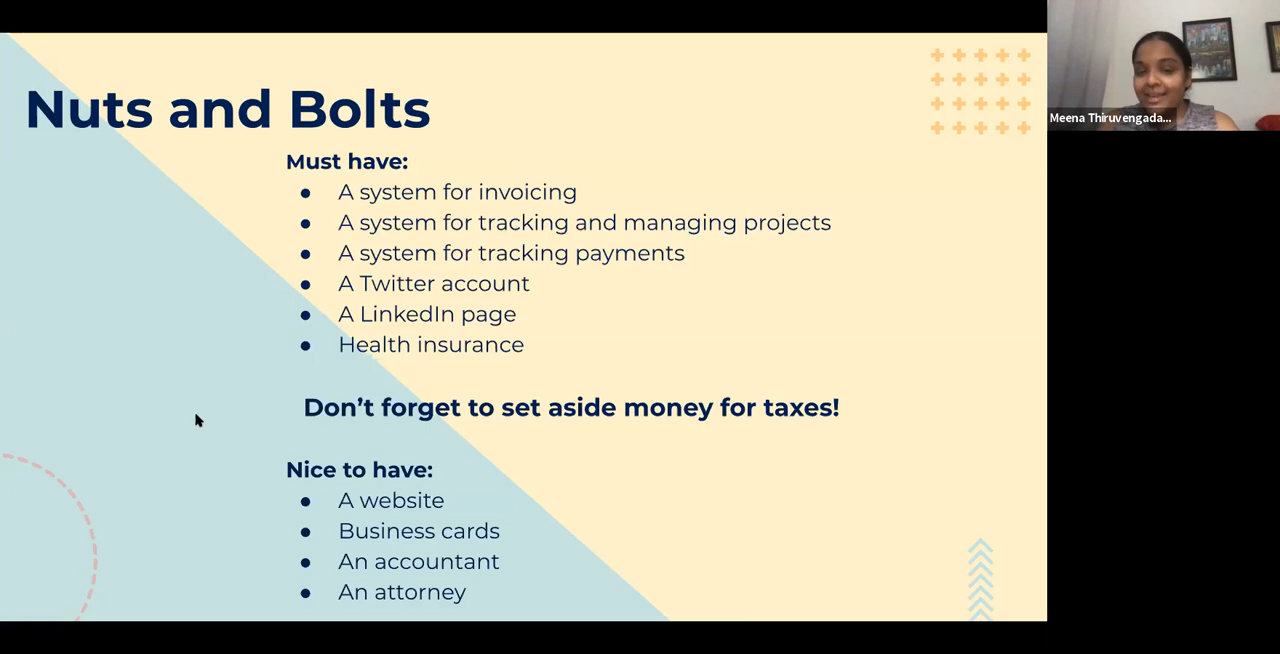 Nuts and Bolts
Must have:
● A system for invoicing
● A system for tracking and managing projects
● A system for tracking payments
● A Twitter account
● A LinkedIn page
● Health insurance
Don’t forget to set aside money for taxes!
Nice to have:
● A website
● Business cards
● An accountant
● An attorney
Meena Thiruvengada...